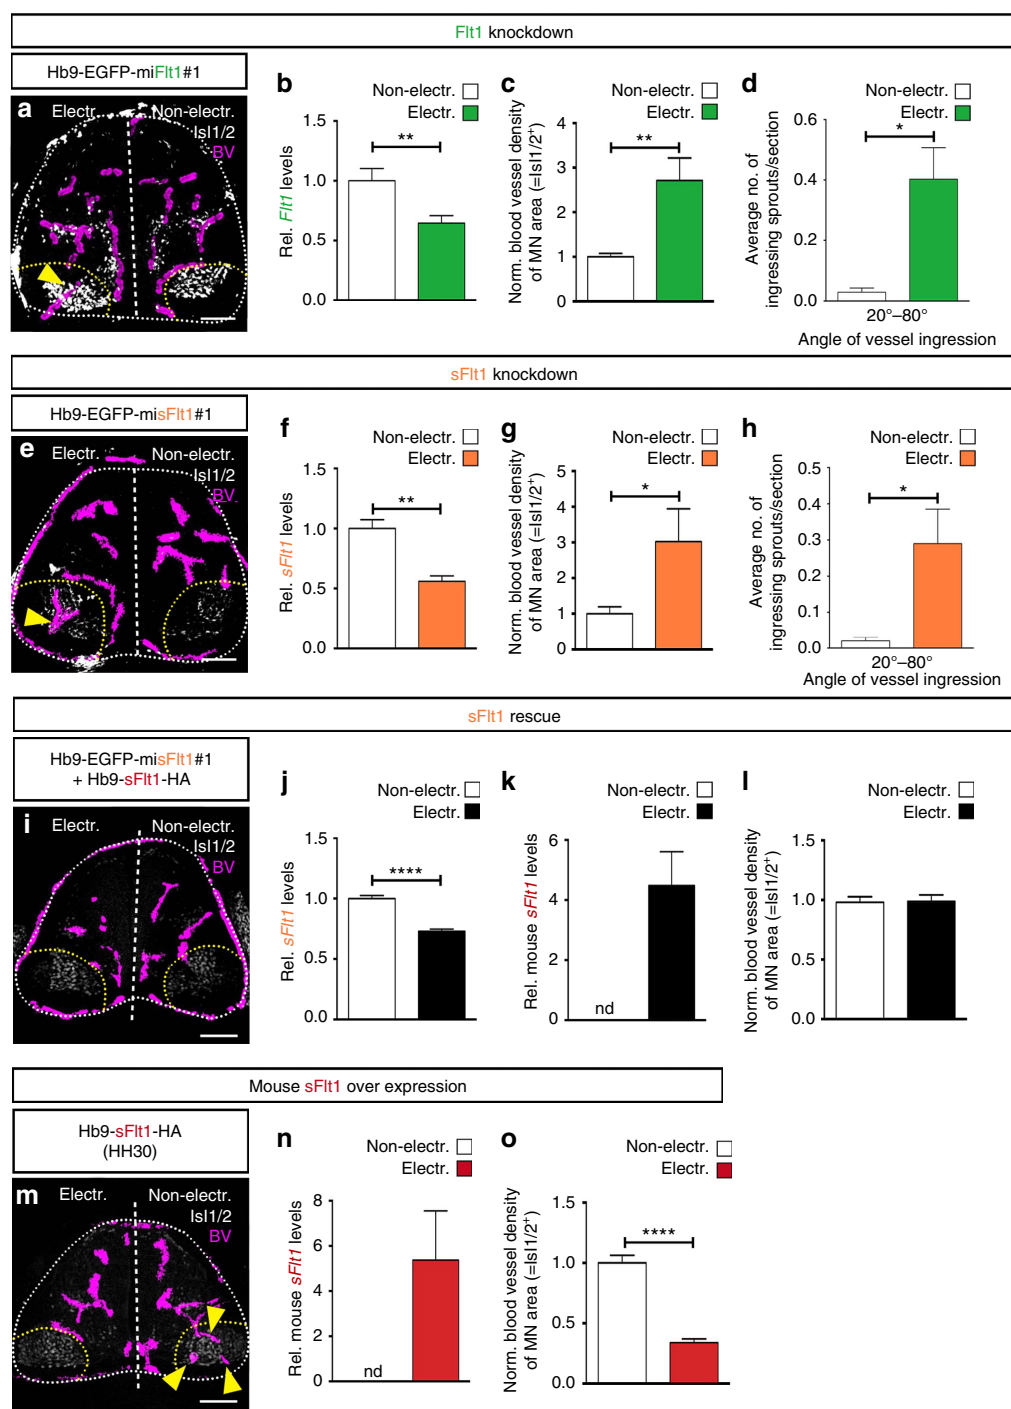 Flt1 knockdown
Hb9-EGFP-miFlt1#1
a
Electr.
Non-electr.
Isl1/2
BV
b
Non-electr.
Electr.
Rel. Flt1 levels
1.5
1.0
0.5
0.0
**
c
Non-electr.
Electr.
Norm. blood vessel density
of MN area (=Isl1/2+)
4
3
2
1
0
**
d
Non-electr.
Electr.
Average no. of
ingressing sprouts/section
0.6
0.4
0.2
0.0
*
20°–80°
Angle of vessel ingression
sFlt1 knockdown
Hb9-EGFP-misFlt1#1
e
Electr.
Non-electr.
Isl1/2
BV
f
Non-electr.
Electr.
Rel. sFlt1 levels
1.5
1.0
0.5
0.0
**
g
Non-electr.
Electr.
Norm. blood vessel density
of MN area (=Isl1/2+)
5
4
3
2
1
0
*
h
Non-electr.
Electr.
Average no. of
ingressing sprouts/section
0.5
0.4
0.3
0.2
0.1
0.0
*
20°–80°
Angle of vessel ingression
sFlt1 rescue
Hb9-EGFP-misFlt1#1
+ Hb9-sFlt1-HA
i
Electr.
Non-electr.
Isl1/2
BV
j
Non-electr.
Electr.
Rel. sFlt1 levels
1.5
1.0
0.5
0.0
****
k
Non-electr.
Electr.
Rel. mouse sFlt1 levels
6
4
2
0
nd
l
Non-electr.
Electr.
Norm. blood vessel density
of MN area (=Isl1/2+)
1.5
1.0
0.5
0.0
Mouse sFlt1 over expression
Hb9-sFlt1-HA
(HH30)
m
Electr.
Non-electr.
Isl1/2
BV
n
Non-electr.
Electr.
Rel. mouse sFlt1 levels
8
6
4
2
0
nd
o
Non-electr.
Electr.
Norm. blood vessel density
of MN area (=Isl1/2+)
1.5
1.0
0.5
0.0
****